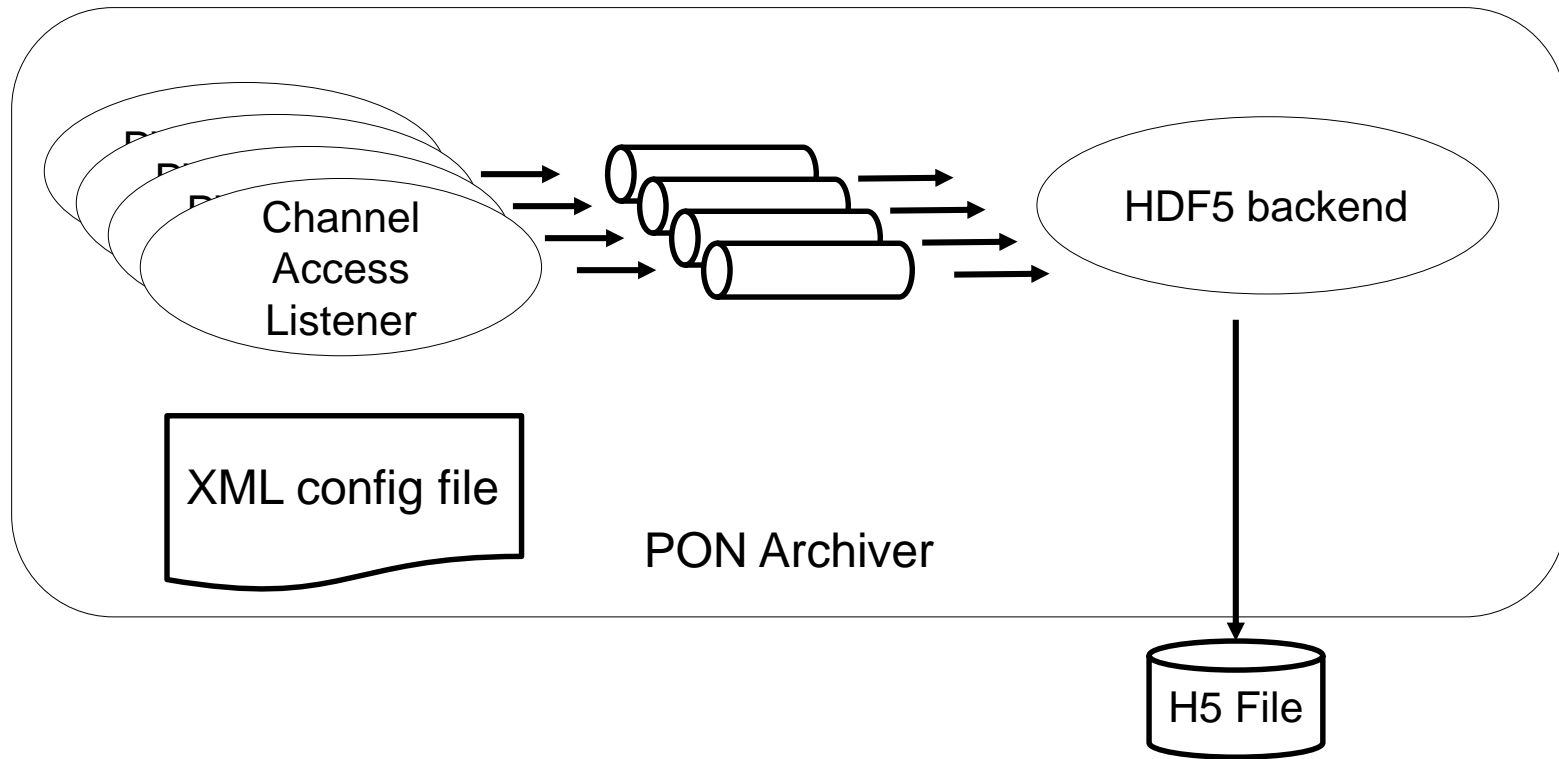 Channel
Access
Listener
HDF5 backend
XML config file
PON Archiver
H5 File